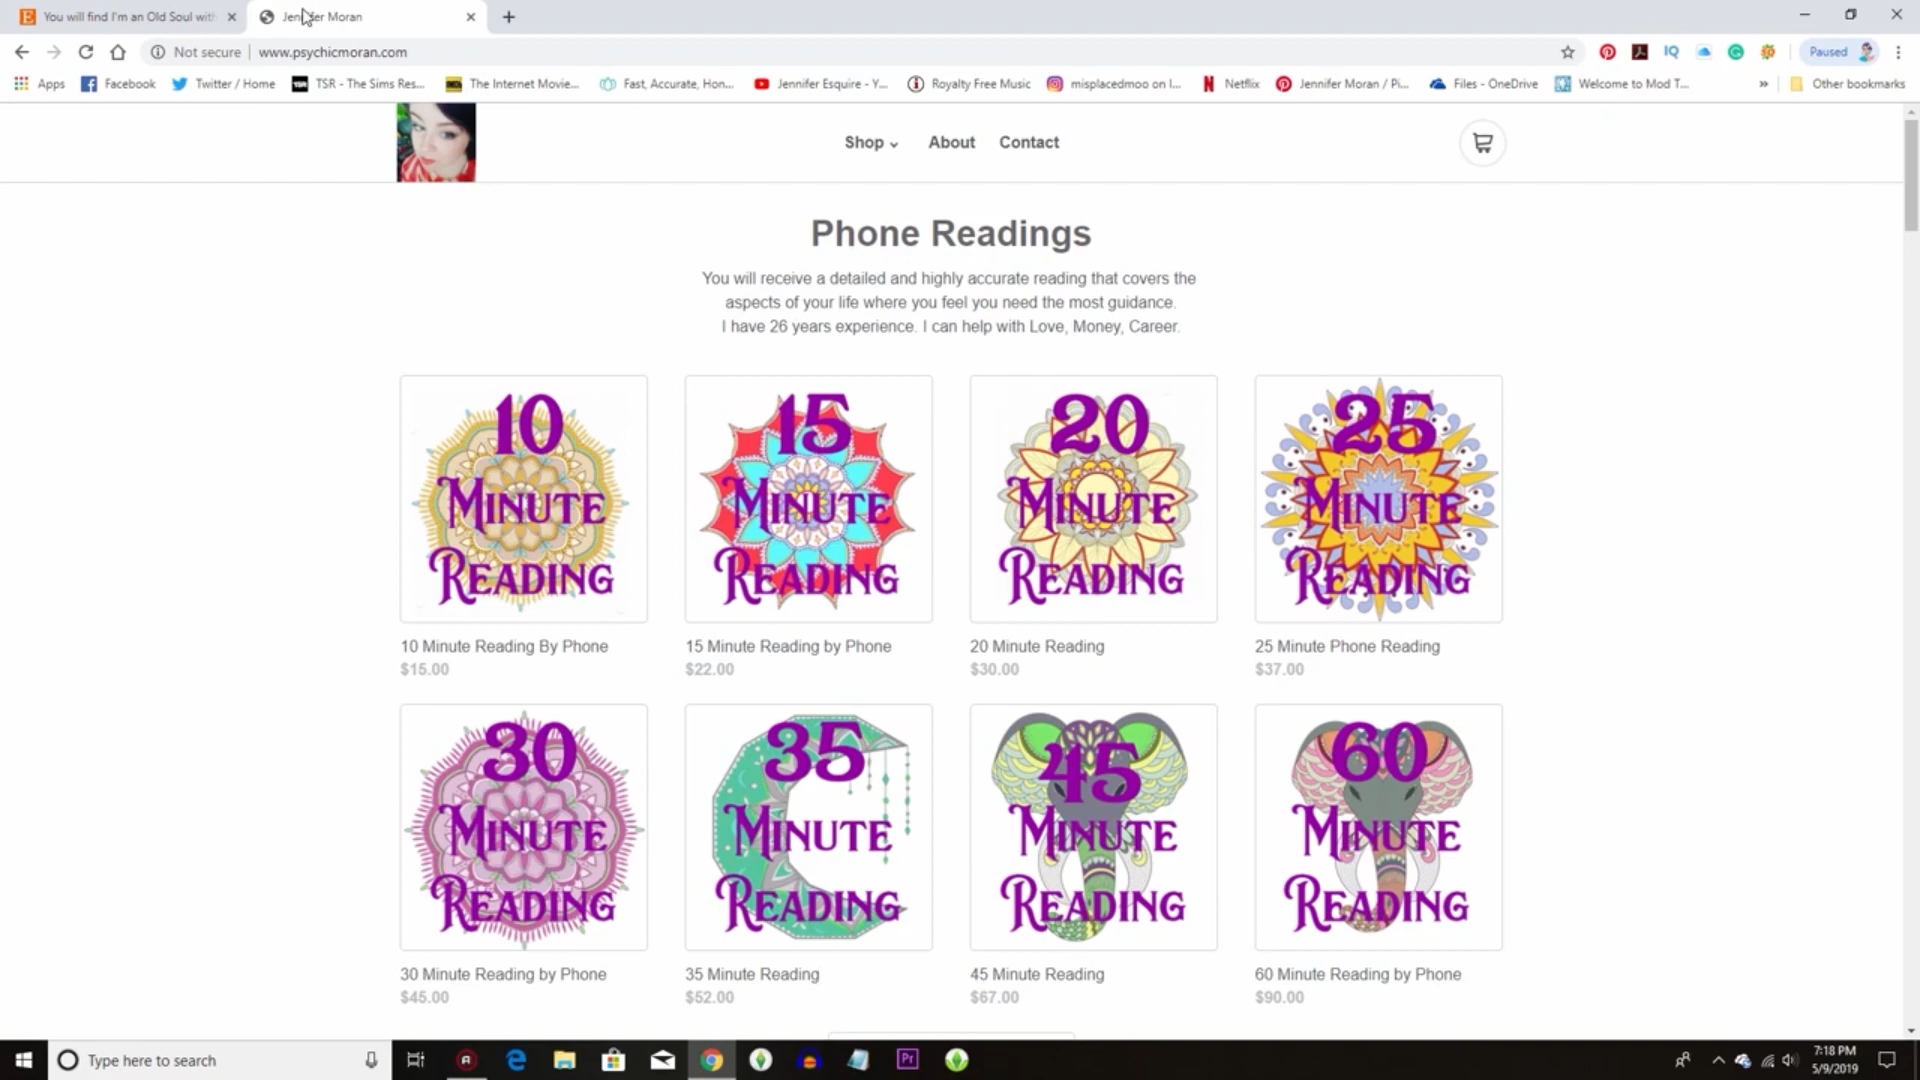 You will find I'm an Old Soul with
Jennifer Moran
Not secure
www.psychicmoran.com
Paused
Apps
Facebook
Twitter / Home
TSR - The Sims Res...
The Internet Movie...
Fast, Accurate, Hon...
Jennifer Esquire - Y...
Royalty Free Music
misplacedmoo on I...
Netflix
Jennifer Moran / Pi...
Files - OneDrive
Welcome to Mod T...
»
Other bookmarks
Shop
About
Contact
Phone Readings
You will receive a detailed and highly accurate reading that covers the
aspects of your life where you feel you need the most guidance.
I have 26 years experience. I can help with Love, Money, Career.
10
Minute
Reading
15
Minute
Reading
20
Minute
Reading
25
Minute
Reading
10 Minute Reading By Phone
$15.00
15 Minute Reading by Phone
$22.00
20 Minute Reading
$30.00
25 Minute Phone Reading
$37.00
30
Minute
Reading
35
Minute
Reading
45
Minute
Reading
60
Minute
Reading
30 Minute Reading by Phone
$45.00
35 Minute Reading
$52.00
45 Minute Reading
$67.00
60 Minute Reading by Phone
$90.00
Type here to search
Pr
7:18 PM
5/9/2019